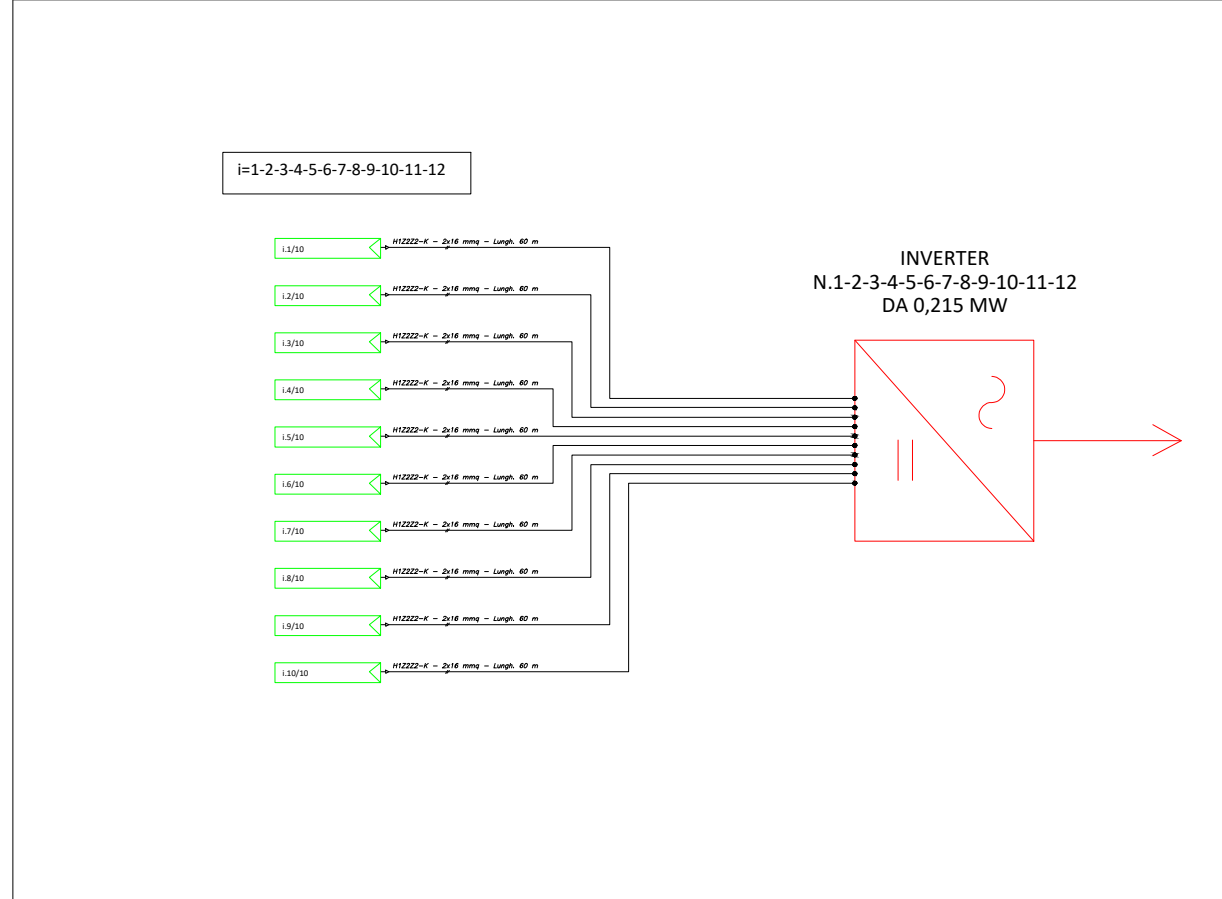 i=1-2-3-4-5-6-7-8-9-10-11-12
i.1/10
H1Z2Z2-K - 2x16 mmq - Lungh. 60 m
i.2/10
H1Z2Z2-K - 2x16 mmq - Lungh. 60 m
i.3/10
H1Z2Z2-K - 2x16 mmq - Lungh. 60 m
i.4/10
H1Z2Z2-K - 2x16 mmq - Lungh. 60 m
i.5/10
H1Z2Z2-K - 2x16 mmq - Lungh. 60 m
i.6/10
H1Z2Z2-K - 2x16 mmq - Lungh. 60 m
i.7/10
H1Z2Z2-K - 2x16 mmq - Lungh. 60 m
i.8/10
H1Z2Z2-K - 2x16 mmq - Lungh. 60 m
i.9/10
H1Z2Z2-K - 2x16 mmq - Lungh. 60 m
i.10/10
H1Z2Z2-K - 2x16 mmq - Lungh. 60 m
INVERTER
N.1-2-3-4-5-6-7-8-9-10-11-12
DA 0,215 MW